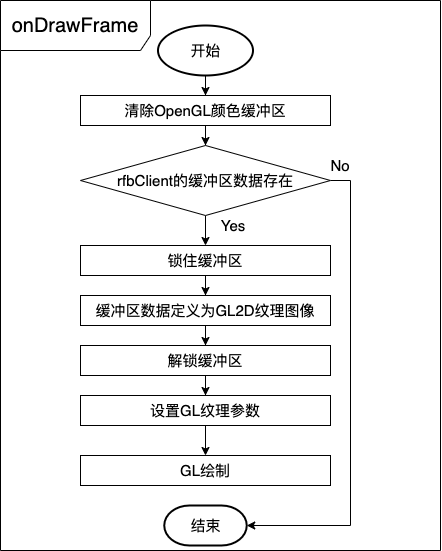 onDrawFrame
开始
清除OpenGL颜色缓冲区
rfbClient的缓冲区数据存在
No
Yes
锁住缓冲区
缓冲区数据定义为GL2D纹理图像
解锁缓冲区
设置GL纹理参数
GL绘制
结束